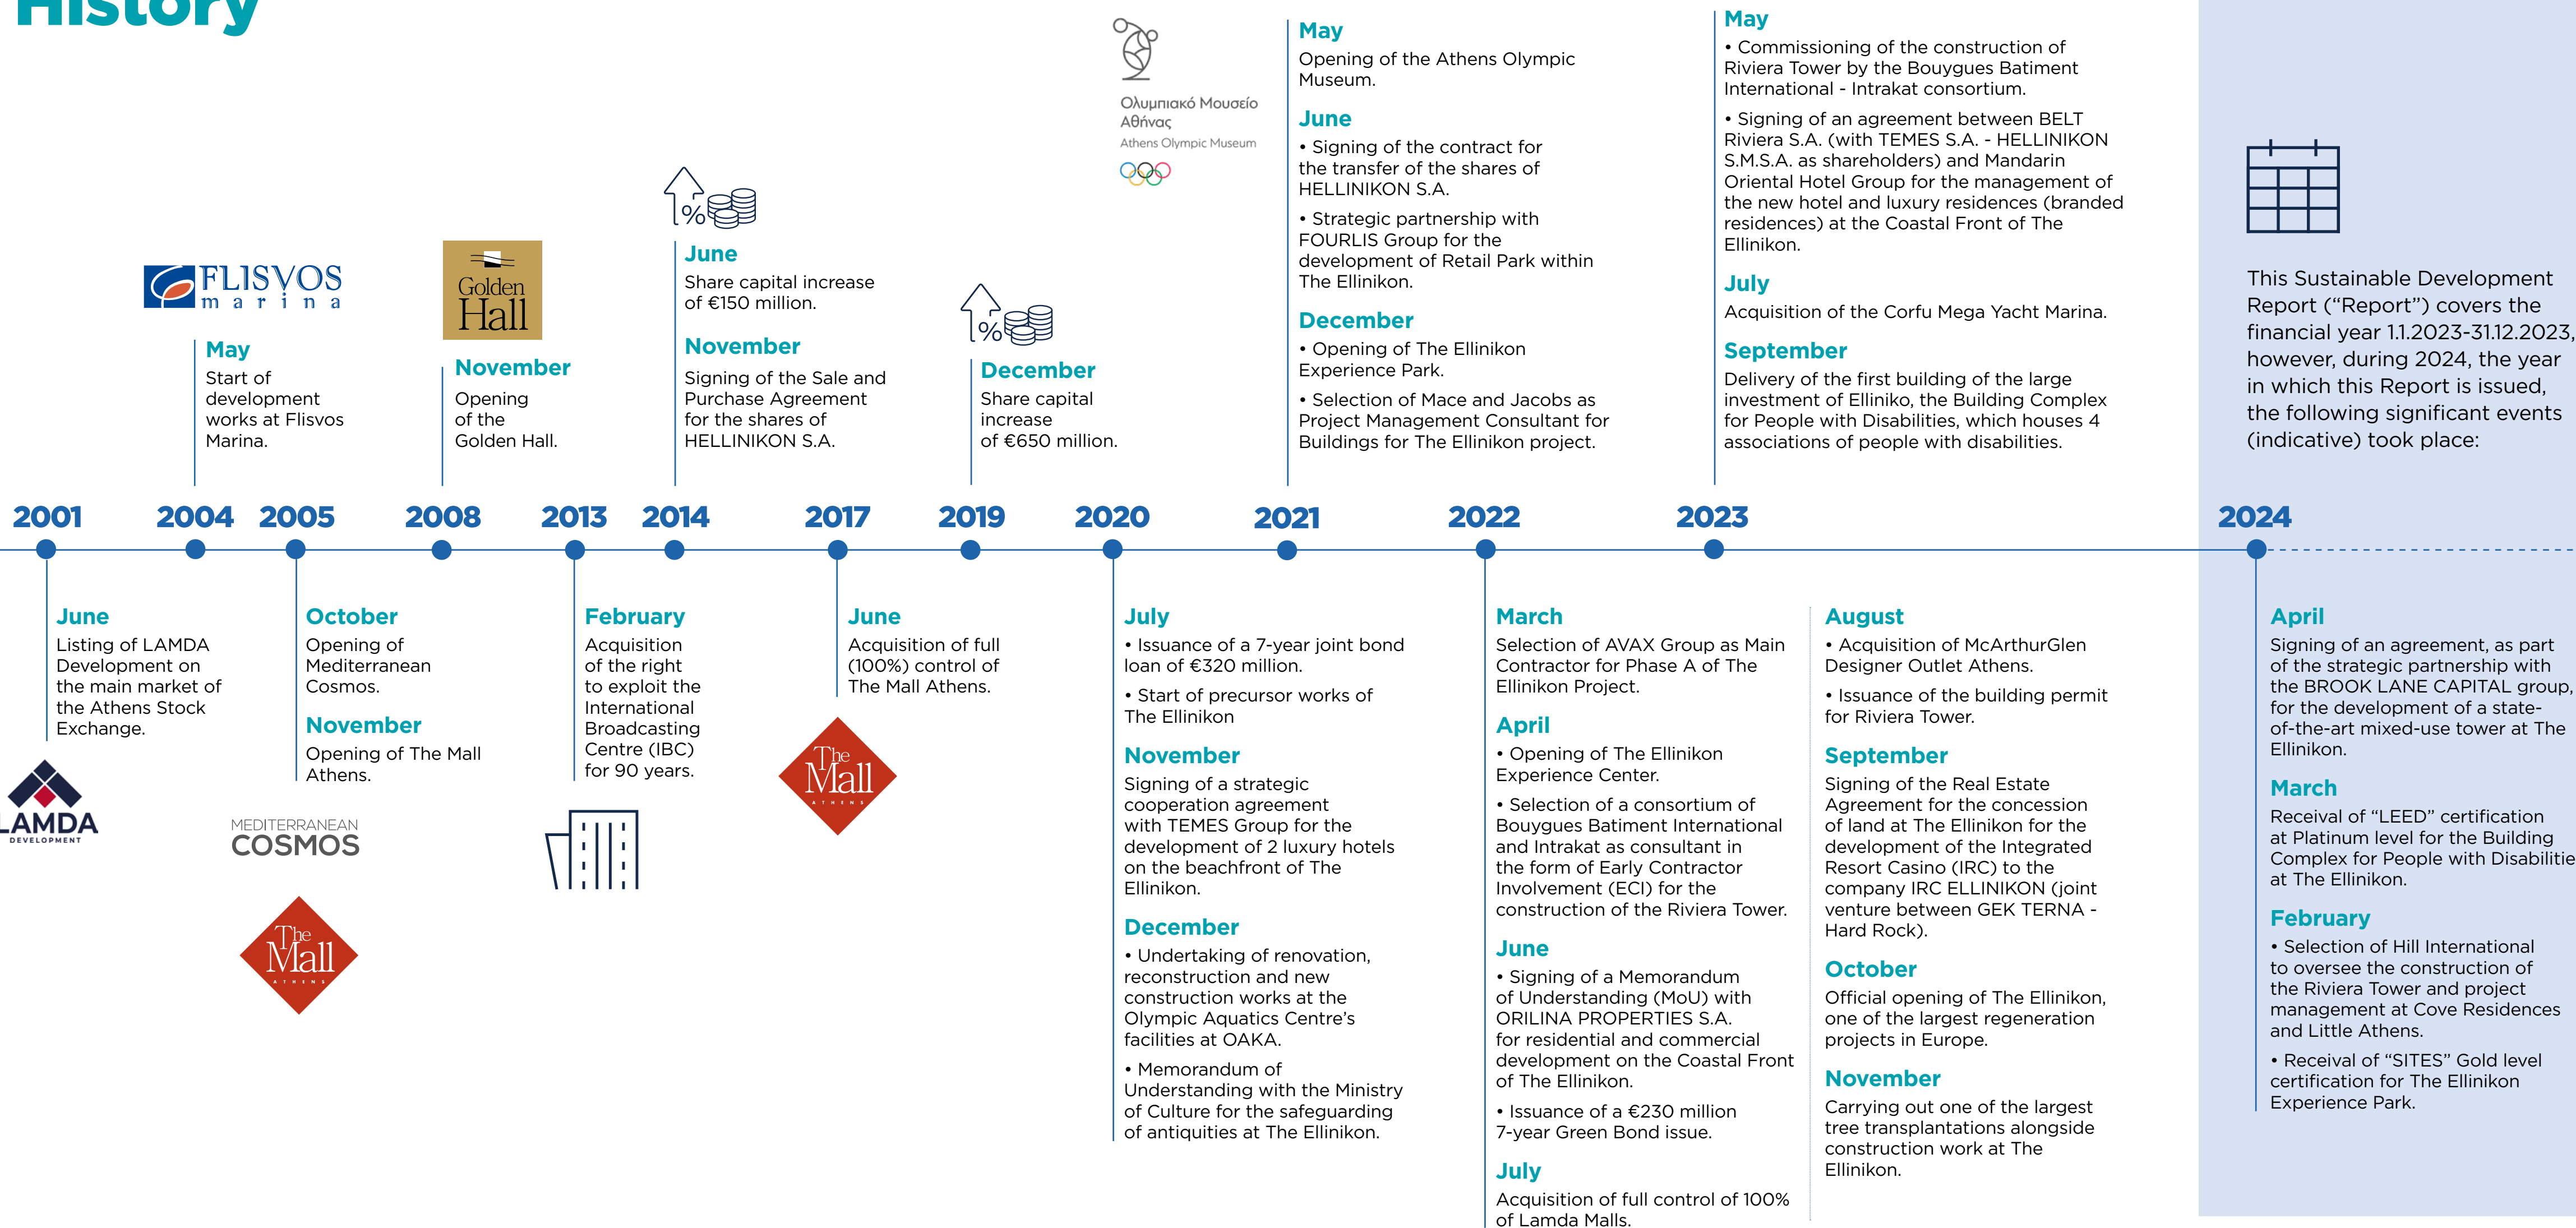 History
FLISVOS
marina
May
Start of
development
works at Flisvos
Marina.
Golden
Hall
November
Opening
of the
Golden Hall.
%
June
Share capital increase
of €150 million.
November
Signing of the Sale and
Purchase Agreement
for the shares of
HELLINIKON S.A.
%
December
Share capital
increase
of €650 million.
Ολυμπιακό Μουσείο
Αθήνας
Athens Olympic Museum
May
Opening of the Athens Olympic
Museum.
June
• Signing of the contract for
the transfer of the shares of
HELLINIKON S.A.
• Strategic partnership with
FOURLIS Group for the
development of Retail Park within
The Ellinikon.
December
• Opening of The Ellinikon
Experience Park.
• Selection of Mace and Jacobs as
Project Management Consultant for
Buildings for The Ellinikon project.
May
• Commissioning of the construction of
Riviera Tower by the Bouygues Batiment
International - Intrakat consortium.
• Signing of an agreement between BELT
Riviera S.A. (with TEMES S.A. - HELLINIKON
S.M.S.A. as shareholders) and Mandarin
Oriental Hotel Group for the management of
the new hotel and luxury residences (branded
residences) at the Coastal Front of The
Ellinikon.
July
Acquisition of the Corfu Mega Yacht Marina.
September
Delivery of the first building of the large
investment of Elliniko, the Building Complex
for People with Disabilities, which houses 4
associations of people with disabilities.
This Sustainable Development
Report (“Report”) covers the
financial year 1.1.2023-31.12.2023,
however, during 2024, the year
in which this Report is issued,
the following significant events
(indicative) took place:
2001 2004 2005 2008 2013 2014 2017 2019 2020 2021 2022 2023 2024
June
Listing of LAMDA
Development on
the main market of
the Athens Stock
Exchange.
LAMDA
DEVELOPMENT
October
Opening of
Mediterranean
Cosmos.
November
Opening of The Mall
Athens.
MEDITERRANEAN
COSMOS
The
Mall
ATHENS
February
Acquisition
of the right
to exploit the
International
Broadcasting
Centre (IBC)
for 90 years.
June
Acquisition of full
(100%) control of
The Mall Athens.
The
Mall
ATHENS
July
• Issuance of a 7-year joint bond
loan of €320 million.
• Start of precursor works of
The Ellinikon
November
Signing of a strategic
cooperation agreement
with TEMES Group for the
development of 2 luxury hotels
on the beachfront of The
Ellinikon.
December
• Undertaking of renovation,
reconstruction and new
construction works at the
Olympic Aquatics Centre’s
facilities at OAKA.
• Memorandum of
Understanding with the Ministry
of Culture for the safeguarding
of antiquities at The Ellinikon.
March
Selection of AVAX Group as Main
Contractor for Phase A of The
Ellinikon Project.
April
• Opening of The Ellinikon
Experience Center.
• Selection of a consortium of
Bouygues Batiment International
and Intrakat as consultant in
the form of Early Contractor
Involvement (ECI) for the
construction of the Riviera Tower.
June
• Signing of a Memorandum
of Understanding (MoU) with
ORILINA PROPERTIES S.A.
for residential and commercial
development on the Coastal Front
of The Ellinikon.
• Issuance of a €230 million
7-year Green Bond issue.
July
Acquisition of full control of 100%
of Lamda Malls.
August
• Acquisition of McArthurGlen
Designer Outlet Athens.
• Issuance of the building permit
for Riviera Tower.
September
Signing of the Real Estate
Agreement for the concession
of land at The Ellinikon for the
development of the Integrated
Resort Casino (IRC) to the
company IRC ELLINIKON (joint
venture between GEK TERNA -
Hard Rock).
October
Official opening of The Ellinikon,
one of the largest regeneration
projects in Europe.
November
Carrying out one of the largest
tree transplantations alongside
construction work at The
Ellinikon.
April
Signing of an agreement, as part
of the strategic partnership with
the BROOK LANE CAPITAL group,
for the development of a state-
of-the-art mixed-use tower at The
Ellinikon.
March
Receival of “LEED” certification
at Platinum level for the Building
Complex for People with Disabilitie
at The Ellinikon.
February
• Selection of Hill International
to oversee the construction of
the Riviera Tower and project
management at Cove Residences
and Little Athens.
• Receival of “SITES” Gold level
certification for The Ellinikon
Experience Park.